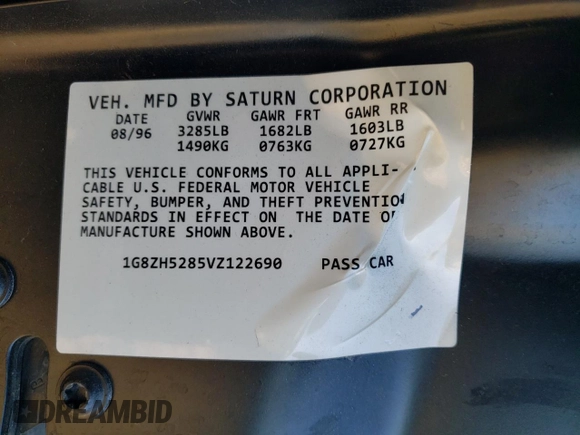 VEH. MFD BY SATURN CORPORATION
DATE GVWR GAWR FRT GAWR RR
08/96 3285LB 1682LB 1603LB
1490KG 0763KG 0727KG
THIS VEHICLE CONFORMS TO ALL APPLI-
CABLE U.S. FEDERAL MOTOR VEHICLE
SAFETY, BUMPER, AND THEFT PREVENTION
STANDARDS IN EFFECT ON THE DATE OF
MANUFACTURE SHOWN ABOVE.
1G8ZH5285VZ122690 PASS CAR
DREAMBID